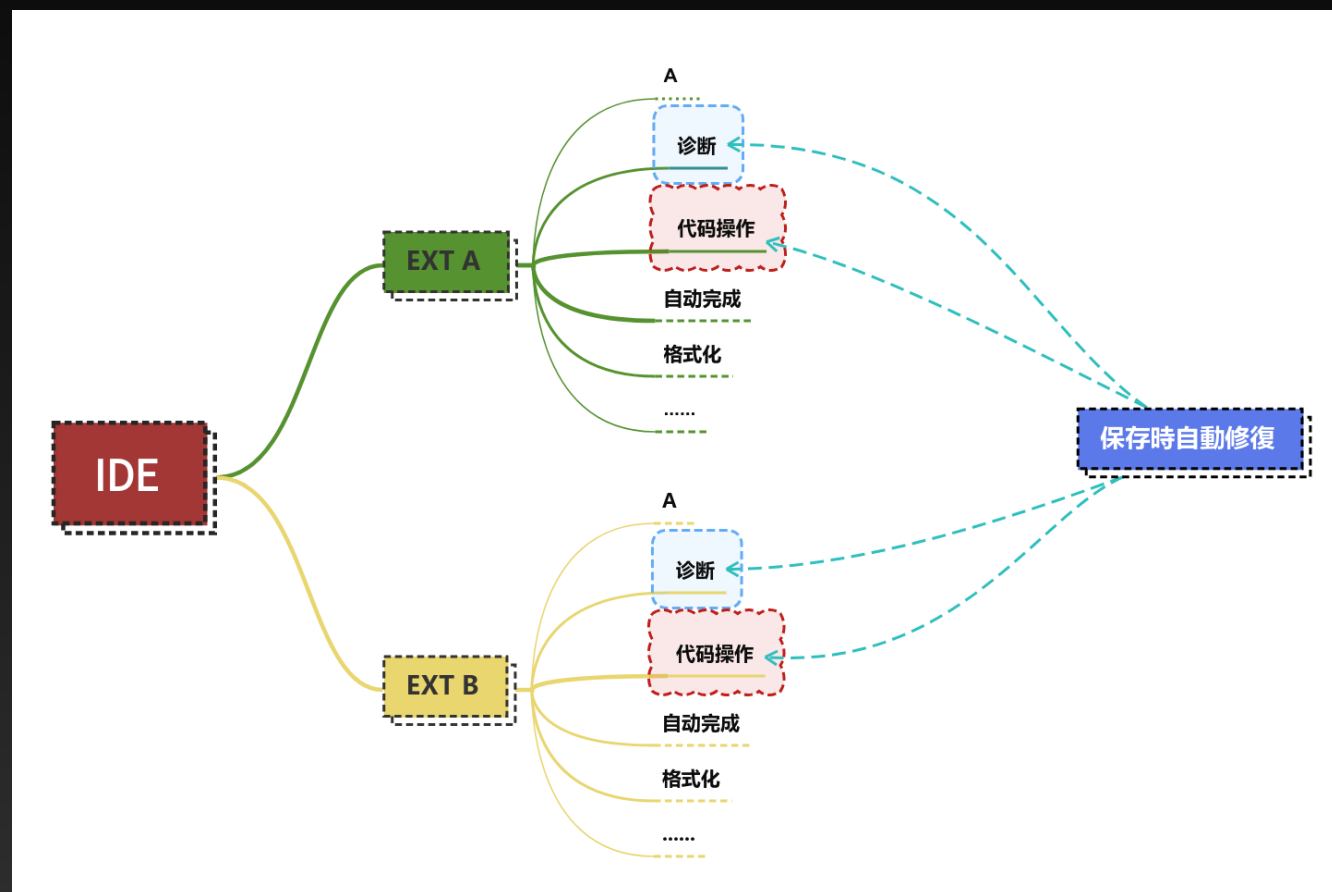 IDE
EXT A
A
诊断
代码操作
自动完成
格式化
......
EXT B
A
诊断
代码操作
自动完成
格式化
......
保存時自動修復